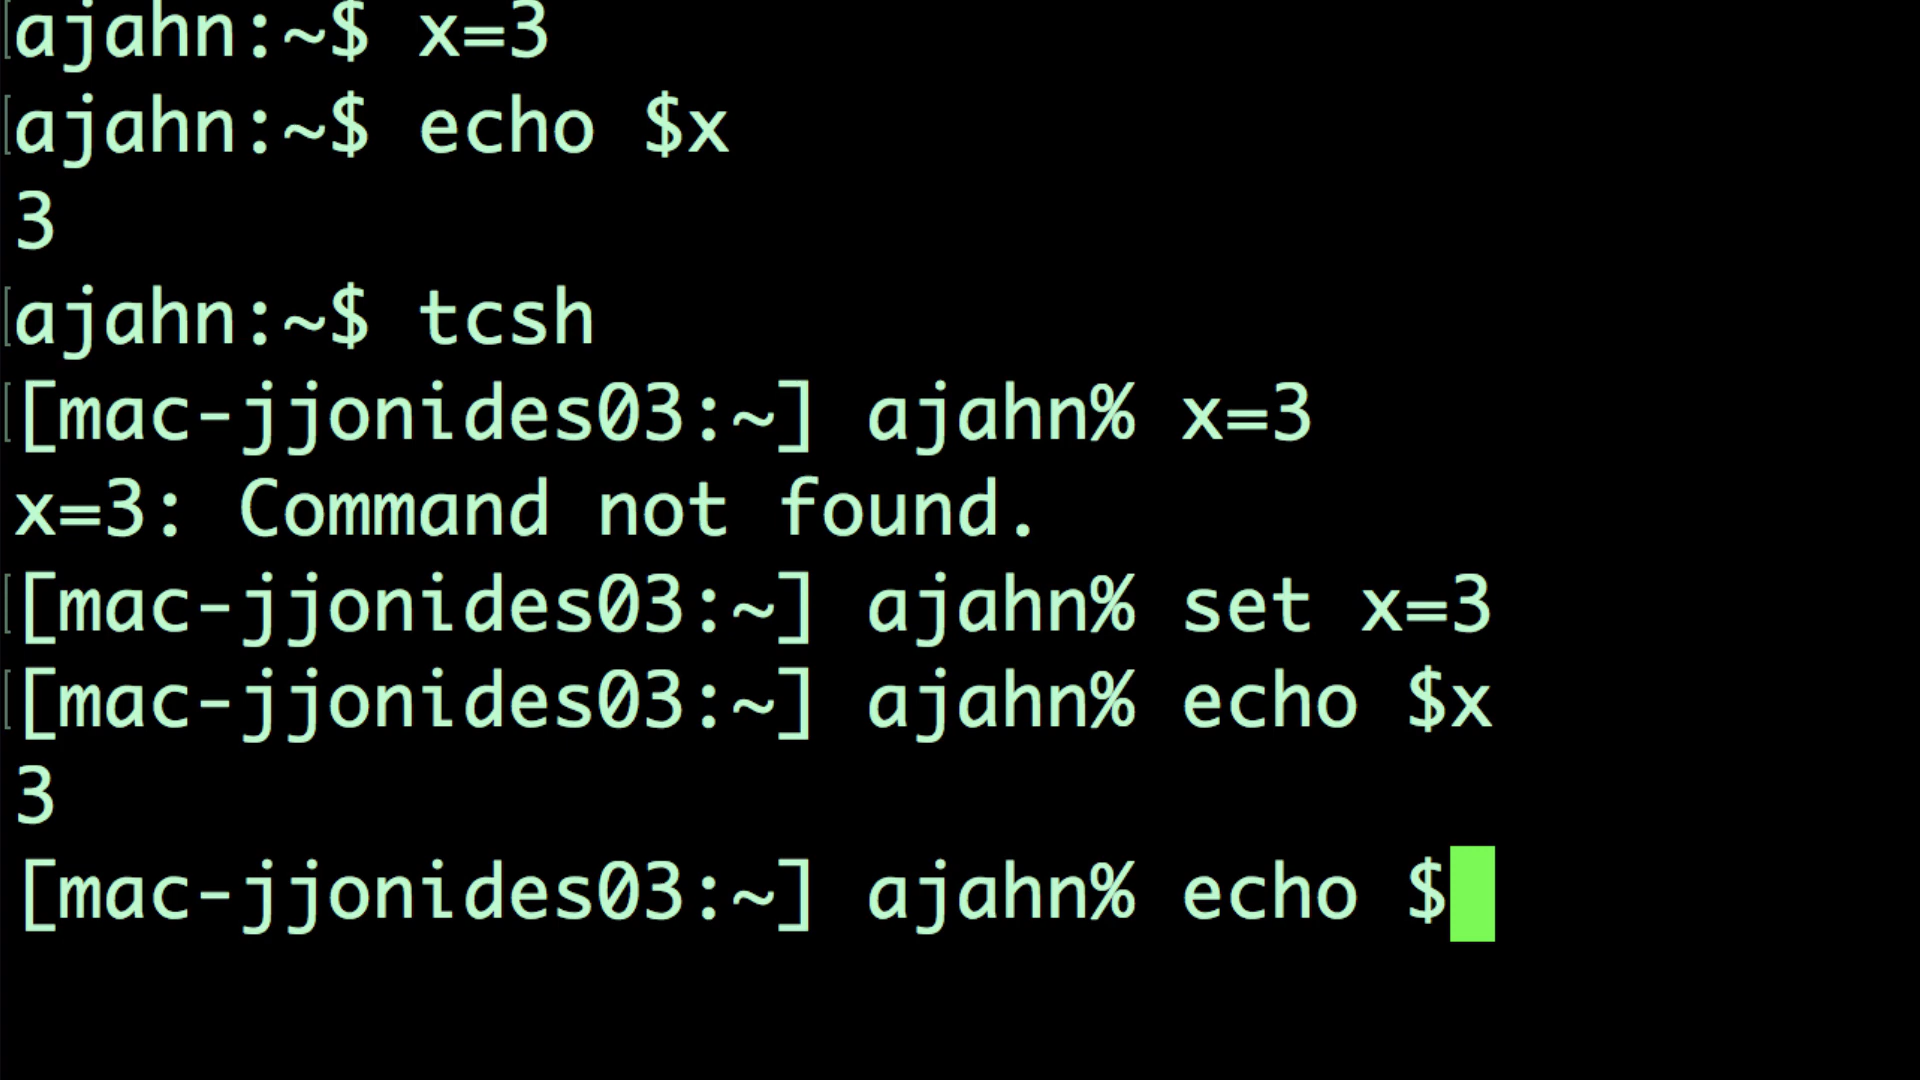 [ajahn:~$ x=3
[ajahn:~$ echo $x
3
[ajahn:~$ tcsh
[[mac-jjonides03:~] ajahn% x=3
x=3: Command not found.
[[mac-jjonides03:~] ajahn% set x=3
[[mac-jjonides03:~] ajahn% echo $x
3
[mac-jjonides03:~] ajahn% echo $